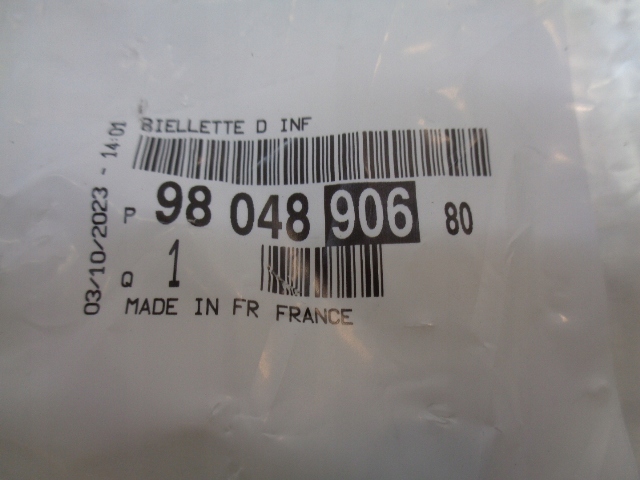 BIELLETTE D INF
P 98 048 906 80
Q 1
MADE IN FR FRANCE
03/10/2023 - 14:01